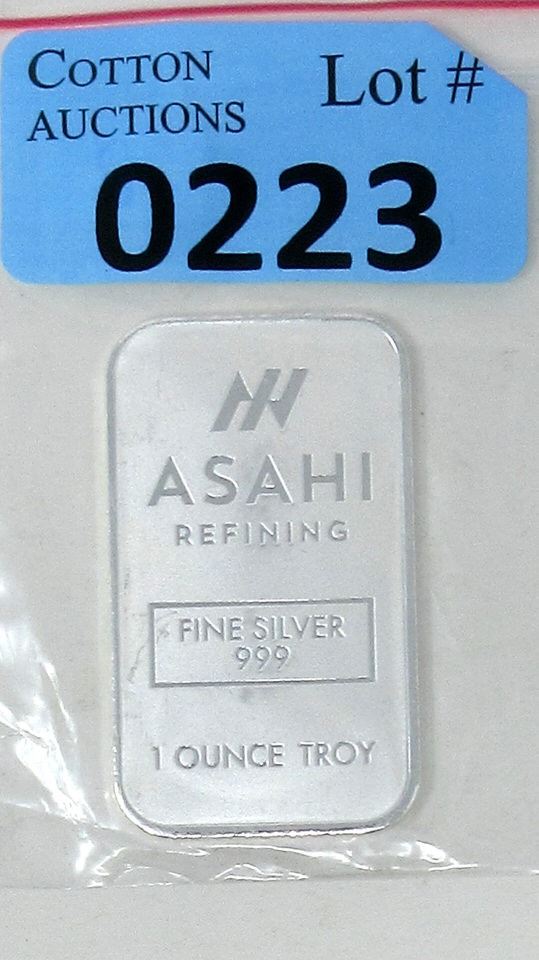 COTTON Lot #
AUCTIONS
0223
ASAHI
REFINING
FINE SILVER
999
1 OUNCE TROY